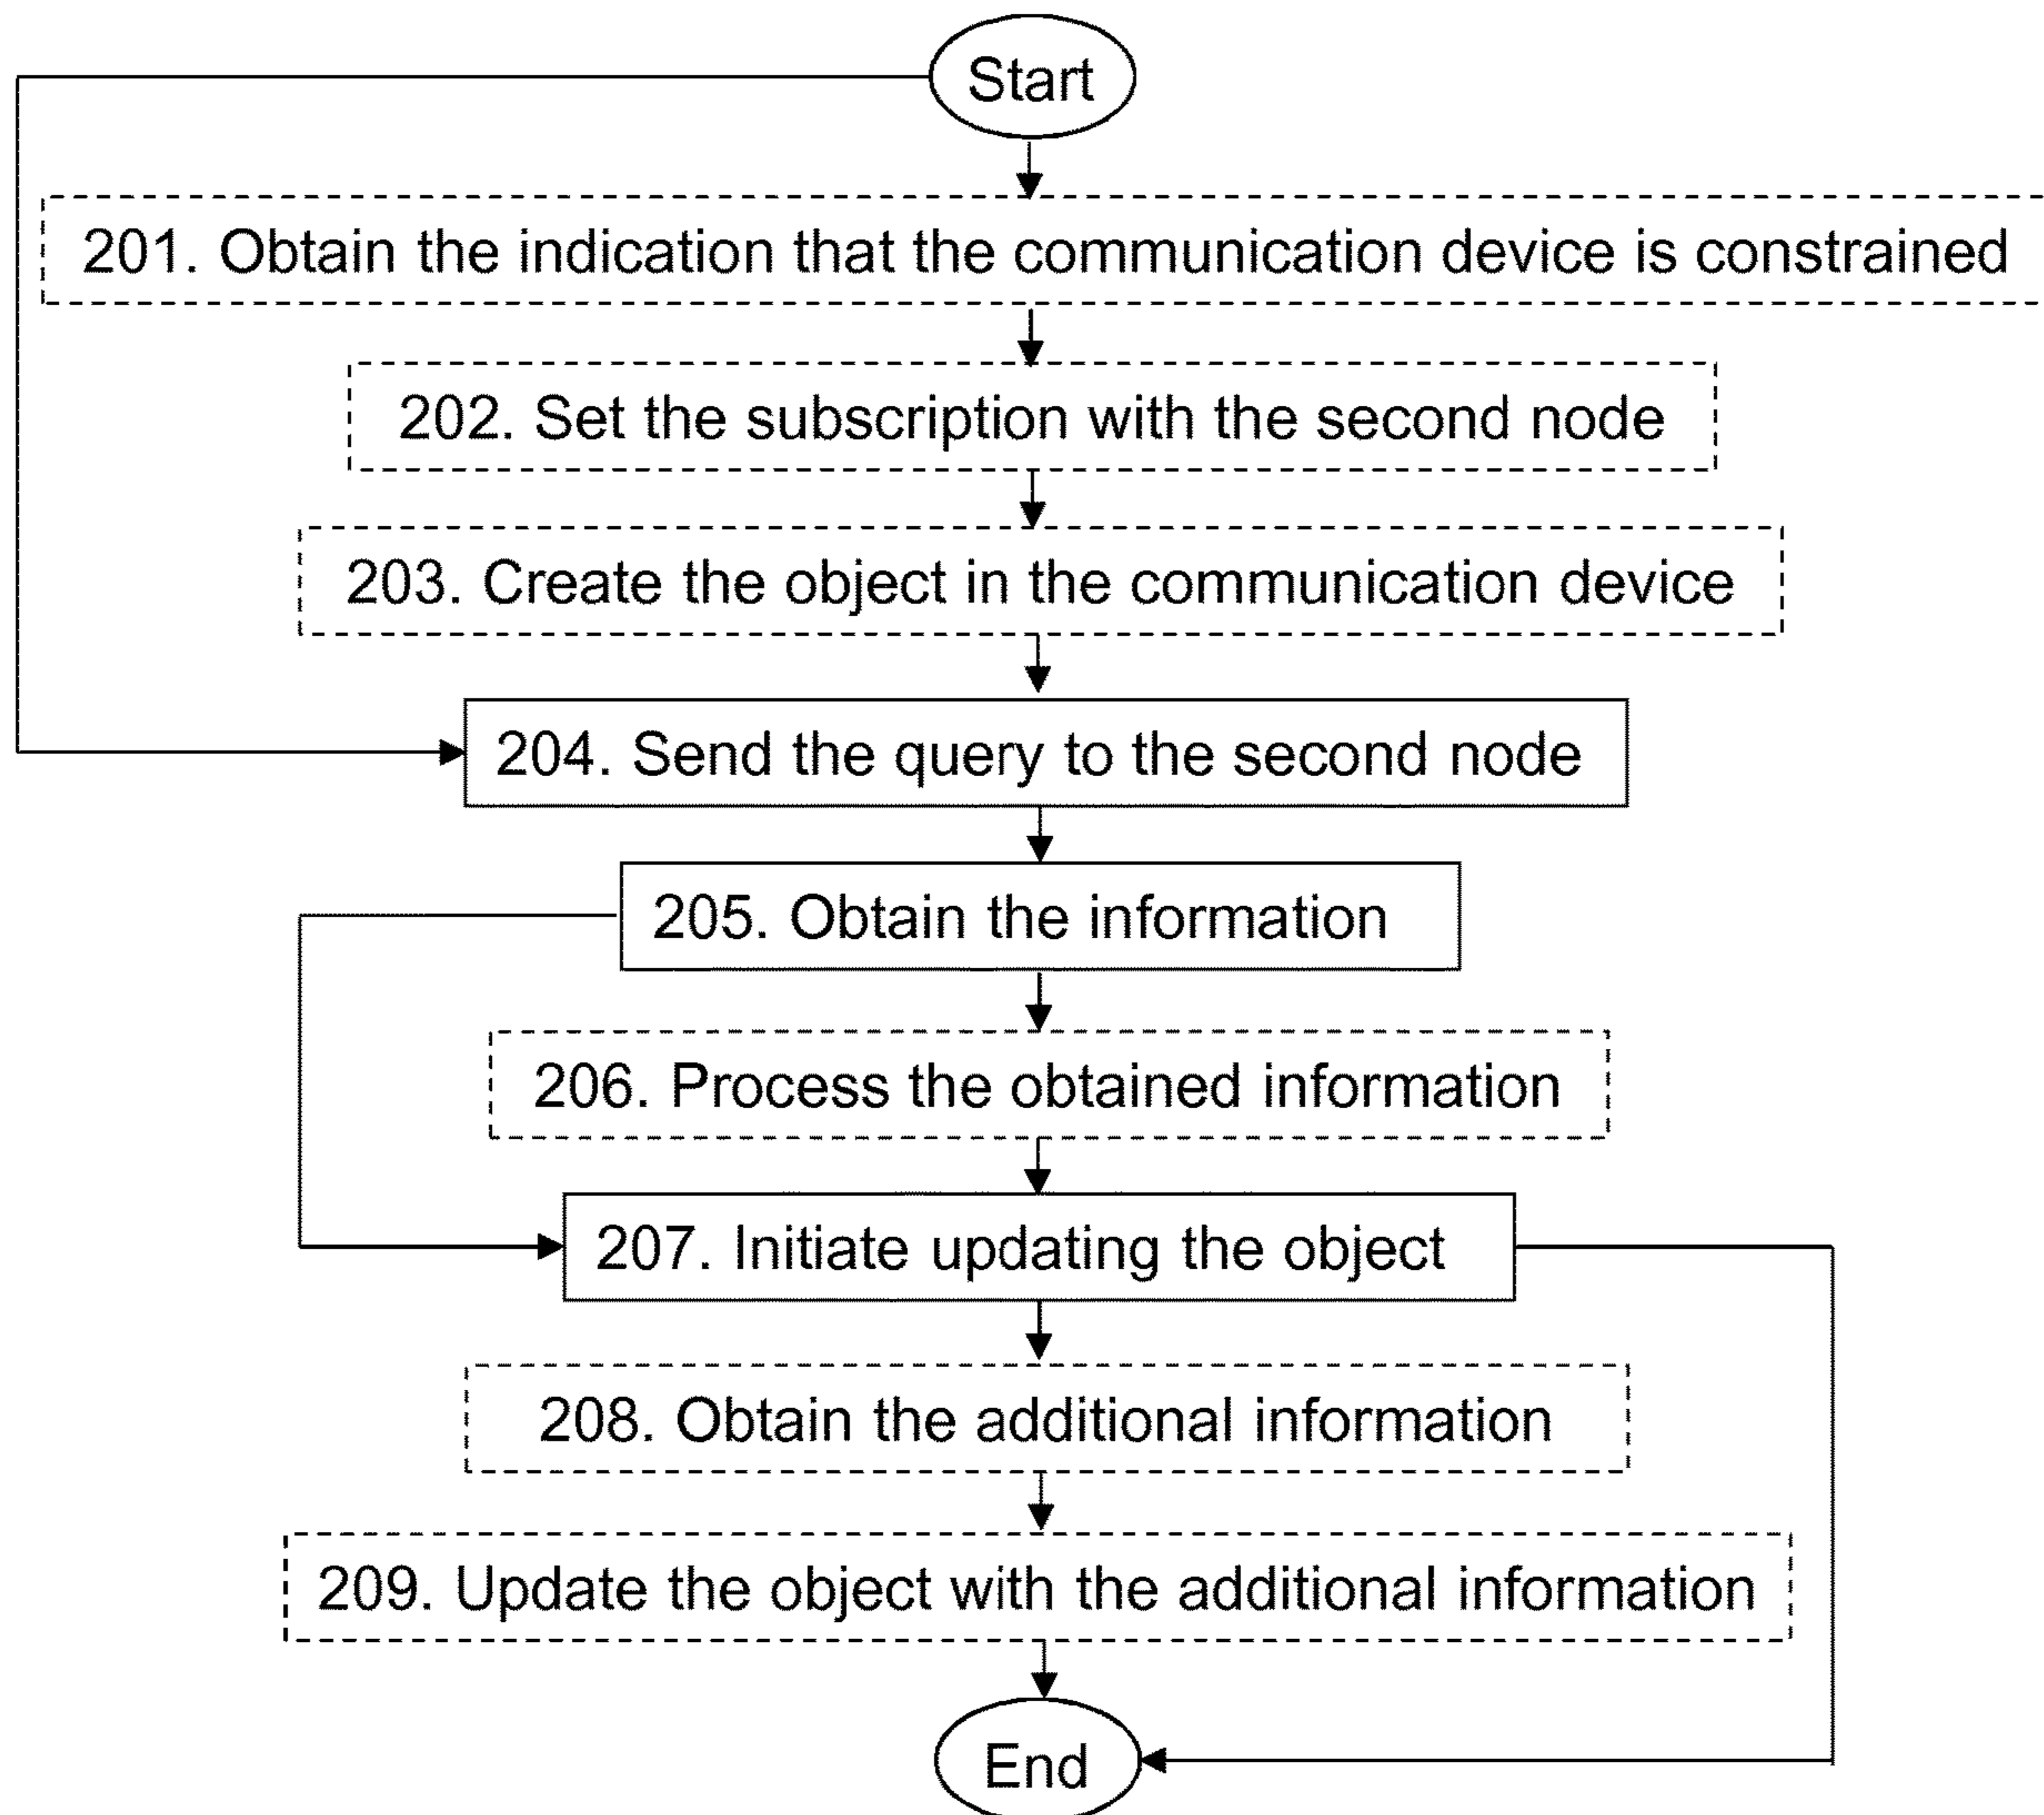 Start
201. Obtain the indication that the communication device is constrained
202. Set the subscription with the second node
203. Create the object in the communication device
204. Send the query to the second node
205. Obtain the information
206. Process the obtained information
207. Initiate updating the object
208. Obtain the additional information
209. Update the object with the additional information
End